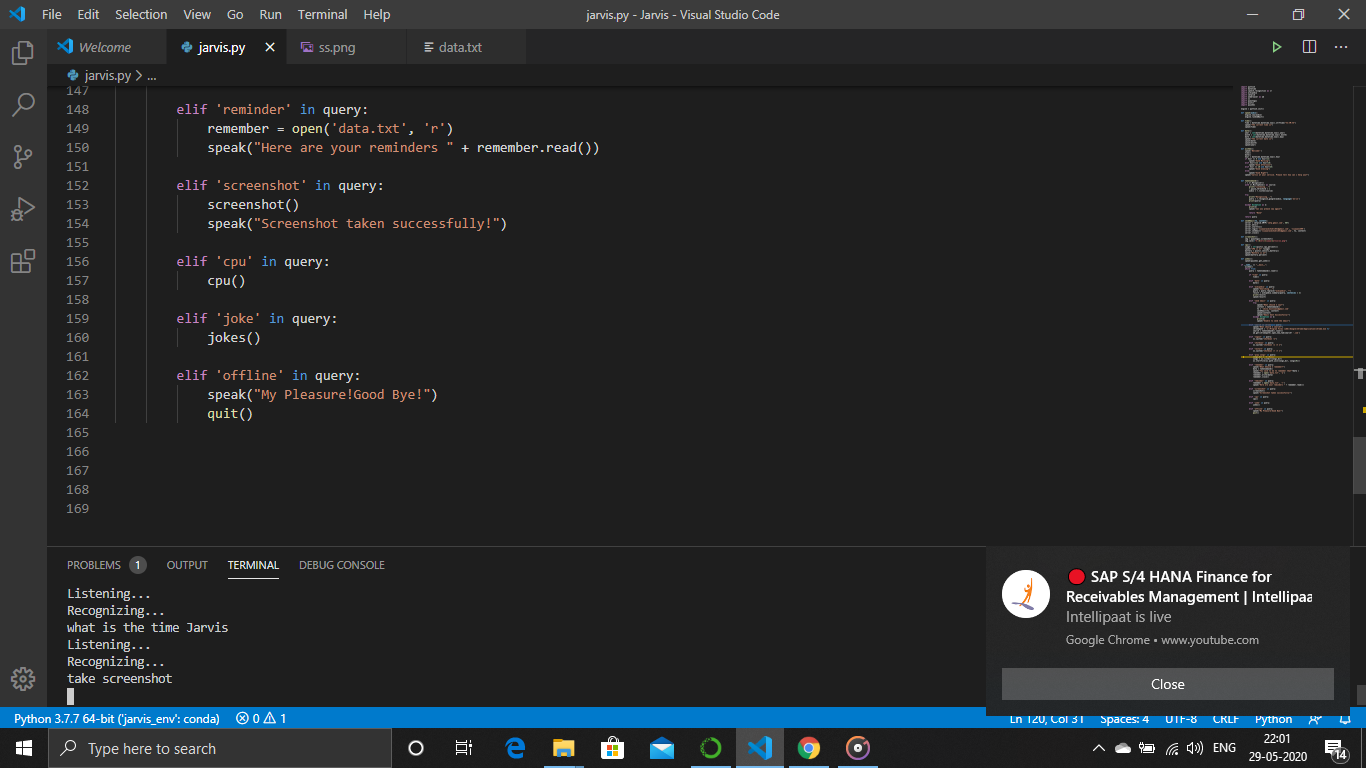 File Edit Selection View Go Run Terminal Help
jarvis.py - Jarvis - Visual Studio Code
Welcome
jarvis.py
ss.png
data.txt
jarvis.py > ...
147
148 elif 'reminder' in query:
149 remember = open('data.txt', 'r')
150 speak("Here are your reminders " + remember.read())
151
152 elif 'screenshot' in query:
153 screenshot()
154 speak("Screenshot taken successfully!")
155
156 elif 'cpu' in query:
157 cpu()
158
159 elif 'joke' in query:
160 jokes()
161
162 elif 'offline' in query:
163 speak("My Pleasure!Good Bye!")
164 quit()
165
166
167
168
169
PROBLEMS 1 OUTPUT TERMINAL DEBUG CONSOLE
Listening...
Recognizing...
what is the time Jarvis
Listening...
Recognizing...
take screenshot
SAP S/4 HANA Finance for
Receivables Management | Intellipaa
Intellipaat is live
Google Chrome • www.youtube.com
Close
Python 3.7.7 64-bit ('jarvis_env': conda) 0 1 Ln 120, Col 31 Spaces: 4 UTF-8 CRLF Python
Type here to search
ENG
22:01
29-05-2020
14